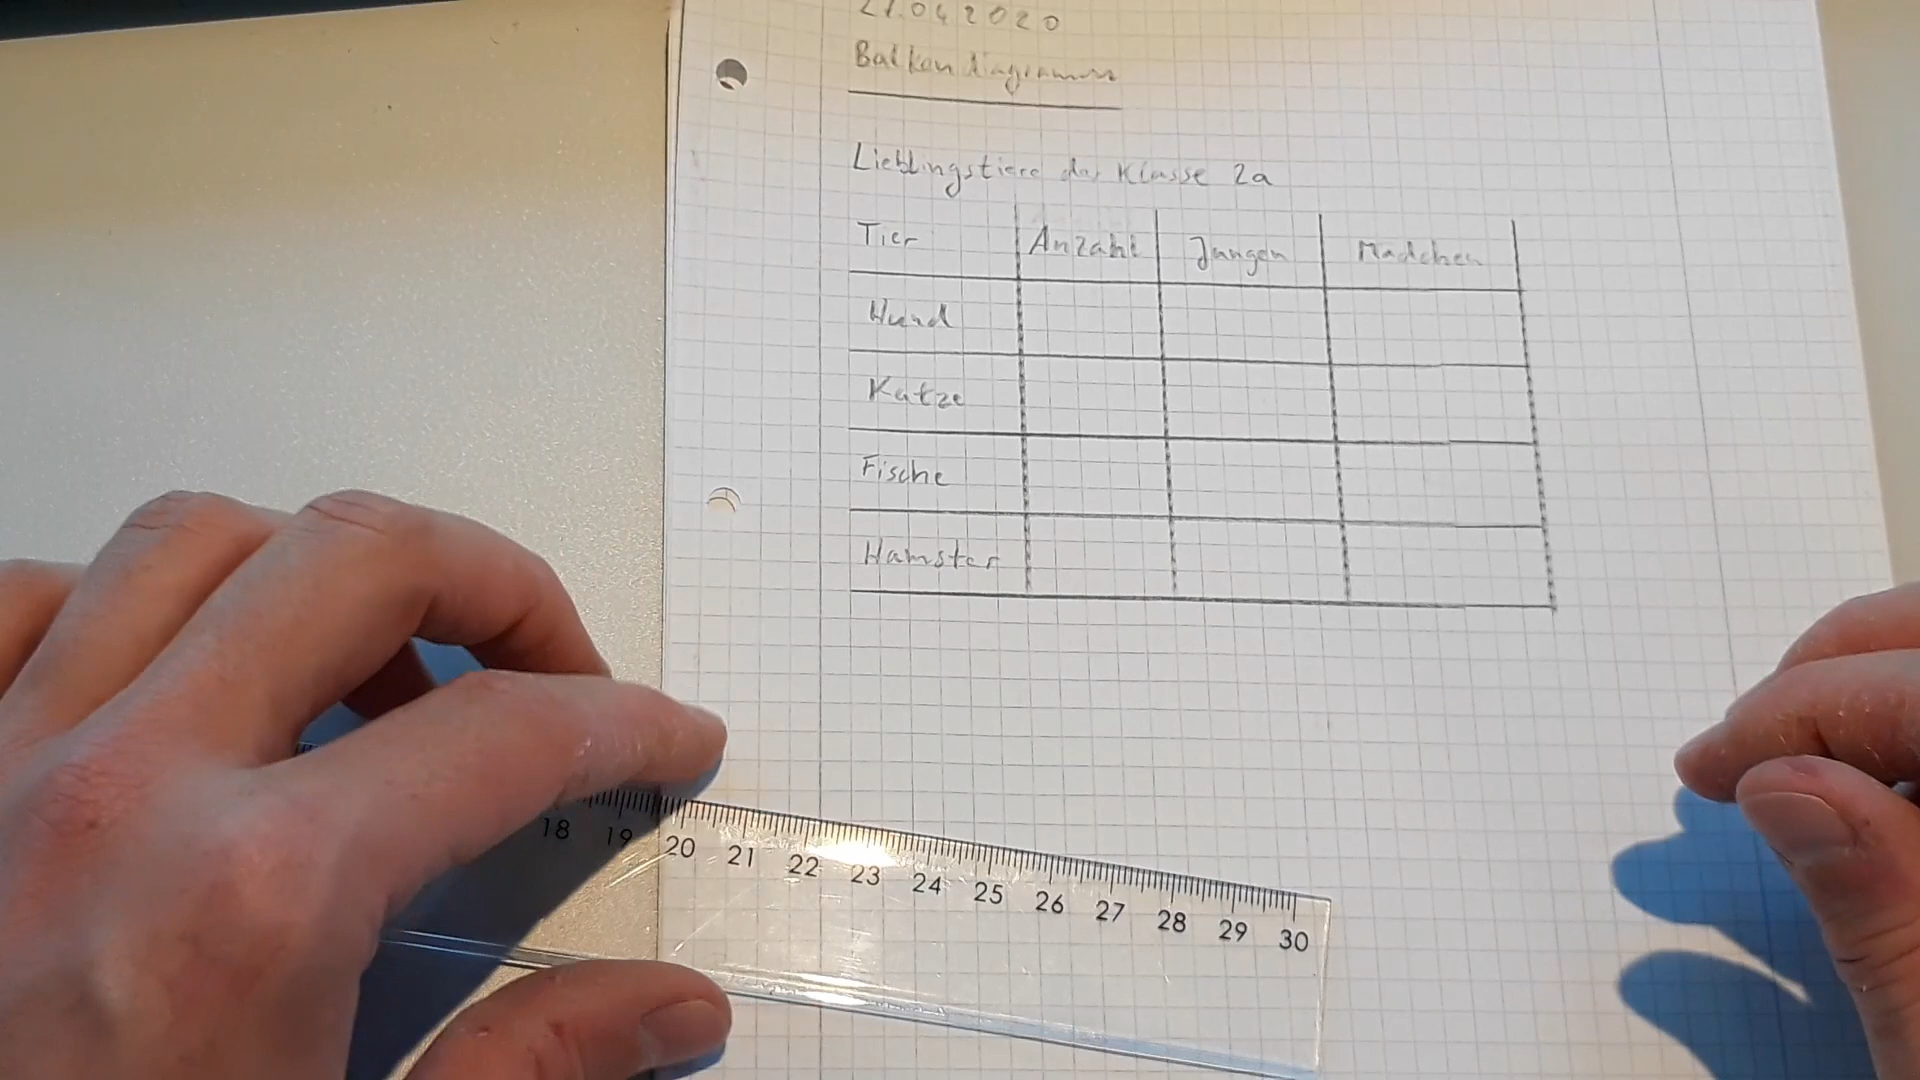 21.04.2020
Balkendiagramm
Lieblingstiere der Klasse 2a
Tier Anzahl Jungen Mädchen
Hund
Katze
Fische
Hamster
18 19 20 21 22 23 24 25 26 27 28 29 30